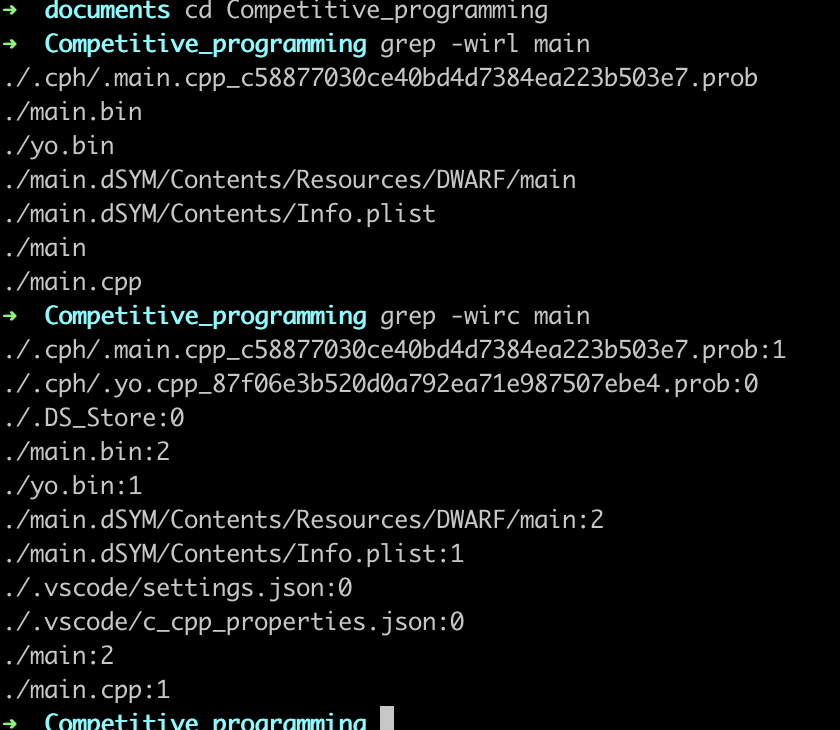 ➜ documents cd Competitive_programming
➜ Competitive_programming grep -wirl main
./.cph/.main.cpp_c58877030ce40bd4d7384ea223b503e7.prob
./main.bin
./yo.bin
./main.dSYM/Contents/Resources/DWARF/main
./main.dSYM/Contents/Info.plist
./main
./main.cpp
➜ Competitive_programming grep -wirc main
./.cph/.main.cpp_c58877030ce40bd4d7384ea223b503e7.prob:1
./.cph/.yo.cpp_87f06e3b520d0a792ea71e987507ebe4.prob:0
./.DS_Store:0
./main.bin:2
./yo.bin:1
./main.dSYM/Contents/Resources/DWARF/main:2
./main.dSYM/Contents/Info.plist:1
./.vscode/settings.json:0
./.vscode/c_cpp_properties.json:0
./main:2
./main.cpp:1
➜ Competitive_programming